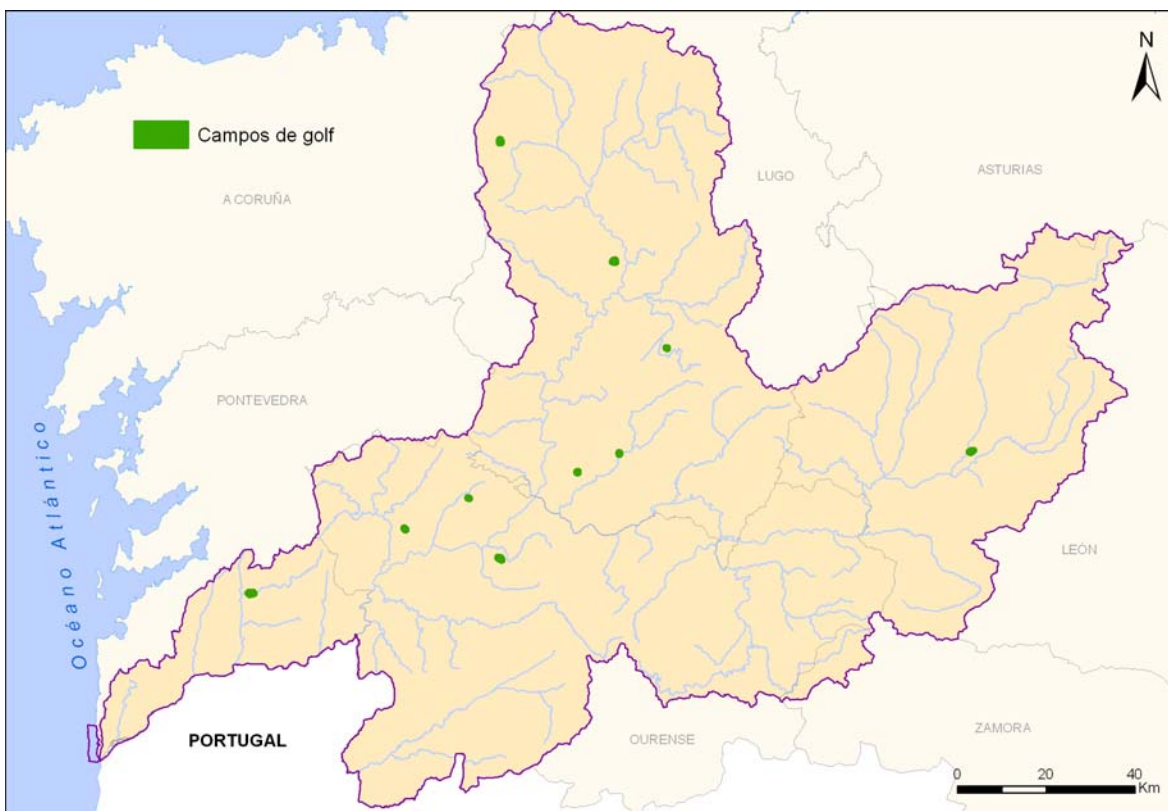 N
Campos de golf
A CORUÑA
LUGO
ASTURIAS
PONTEVEDRA
Océano Atlántico
LEÓN
PORTUGAL
OURENSE
ZAMORA
0 20 40
Km